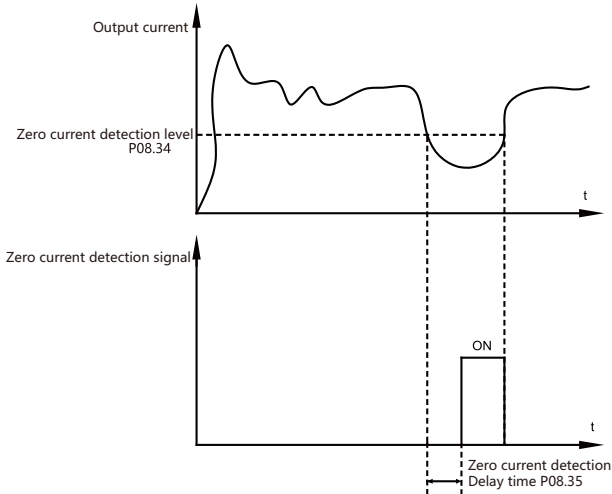 Output current
Zero current detection level
P08.34
t
Zero current detection signal
ON
t
Zero current detection
Delay time P08.35